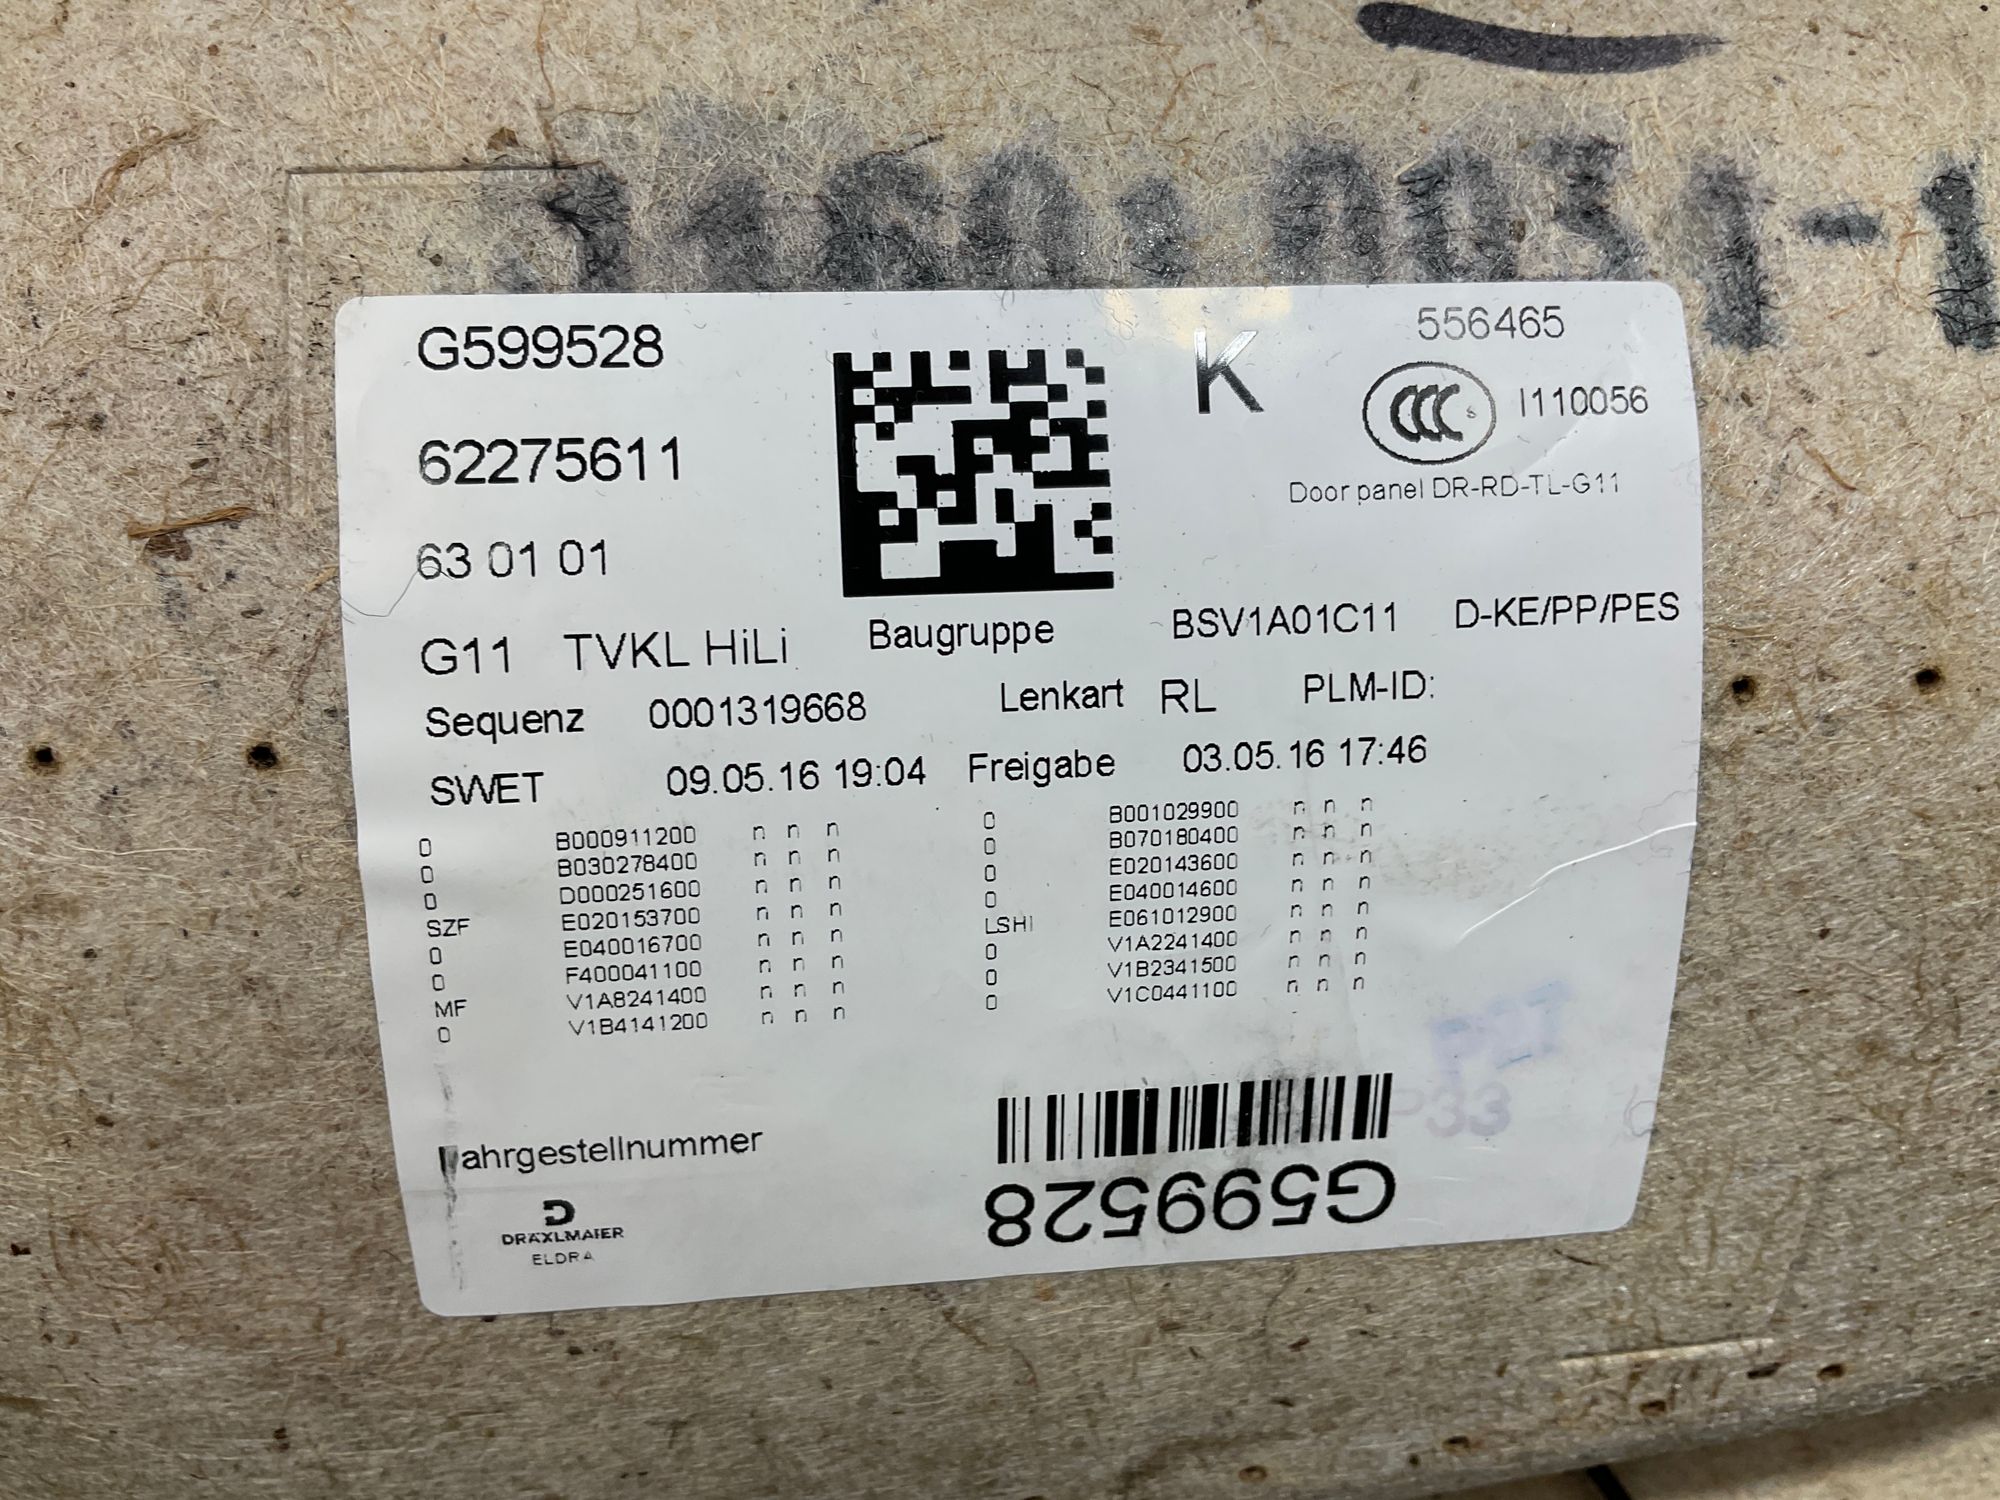 G599528
K
556465
CCC S I110056
62275611
Door panel DR-RD-TL-G11
63 01 01
G11 TVKL HiLi Baugruppe BSV1A01C11 D-KE/PP/PES
Sequenz 0001319668 Lenkart RL PLM-ID:
SWET 09.05.16 19:04 Freigabe 03.05.16 17:46
0 B000911200 n n n 0 B001029900 n n n
0 B030278400 n n n 0 B070180400 n n n
0 D000251600 n n n 0 E020143600 n n n
SZF E020153700 n n n 0 E040014600 n n n
0 E040016700 n n n LSHI E061012900 n n n
0 F400041100 n n n 0 V1A2241400 n n n
MF V1A8241400 n n n 0 V1B2341500 n n n
0 V1B4141200 n n n 0 V1C0441100 n n n
P33
Fahrgestellnummer
G599528
DRÄXLMAIER
ELDRA